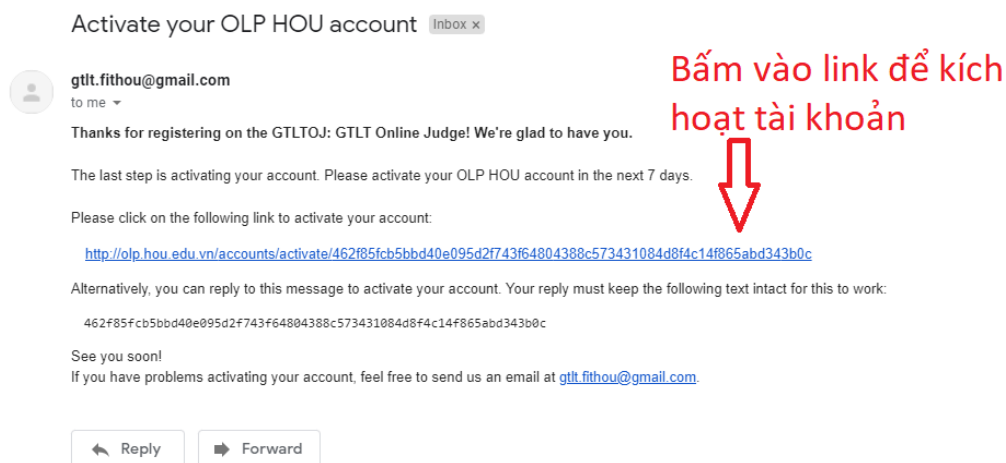 Activate your OLP HOU account Inbox ×
gtlt.fithou@gmail.com
to me
Bấm vào link để kích
hoạt tài khoản
Thanks for registering on the GTLTOJ: GTLT Online Judge! We're glad to have you.
The last step is activating your account. Please activate your OLP HOU account in the next 7 days.
Please click on the following link to activate your account:
http://olp.hou.edu.vn/accounts/activate/462f85fcb5bbd40e095d2f743f64804388c573431084d8f4c14f865abd343b0c
Alternatively, you can reply to this message to activate your account. Your reply must keep the following text intact for this to work:
462f85fcb5bbd40e095d2f743f64804388c573431084d8f4c14f865abd343b0c
See you soon!
If you have problems activating your account, feel free to send us an email at gtlt.fithou@gmail.com.
Reply Forward